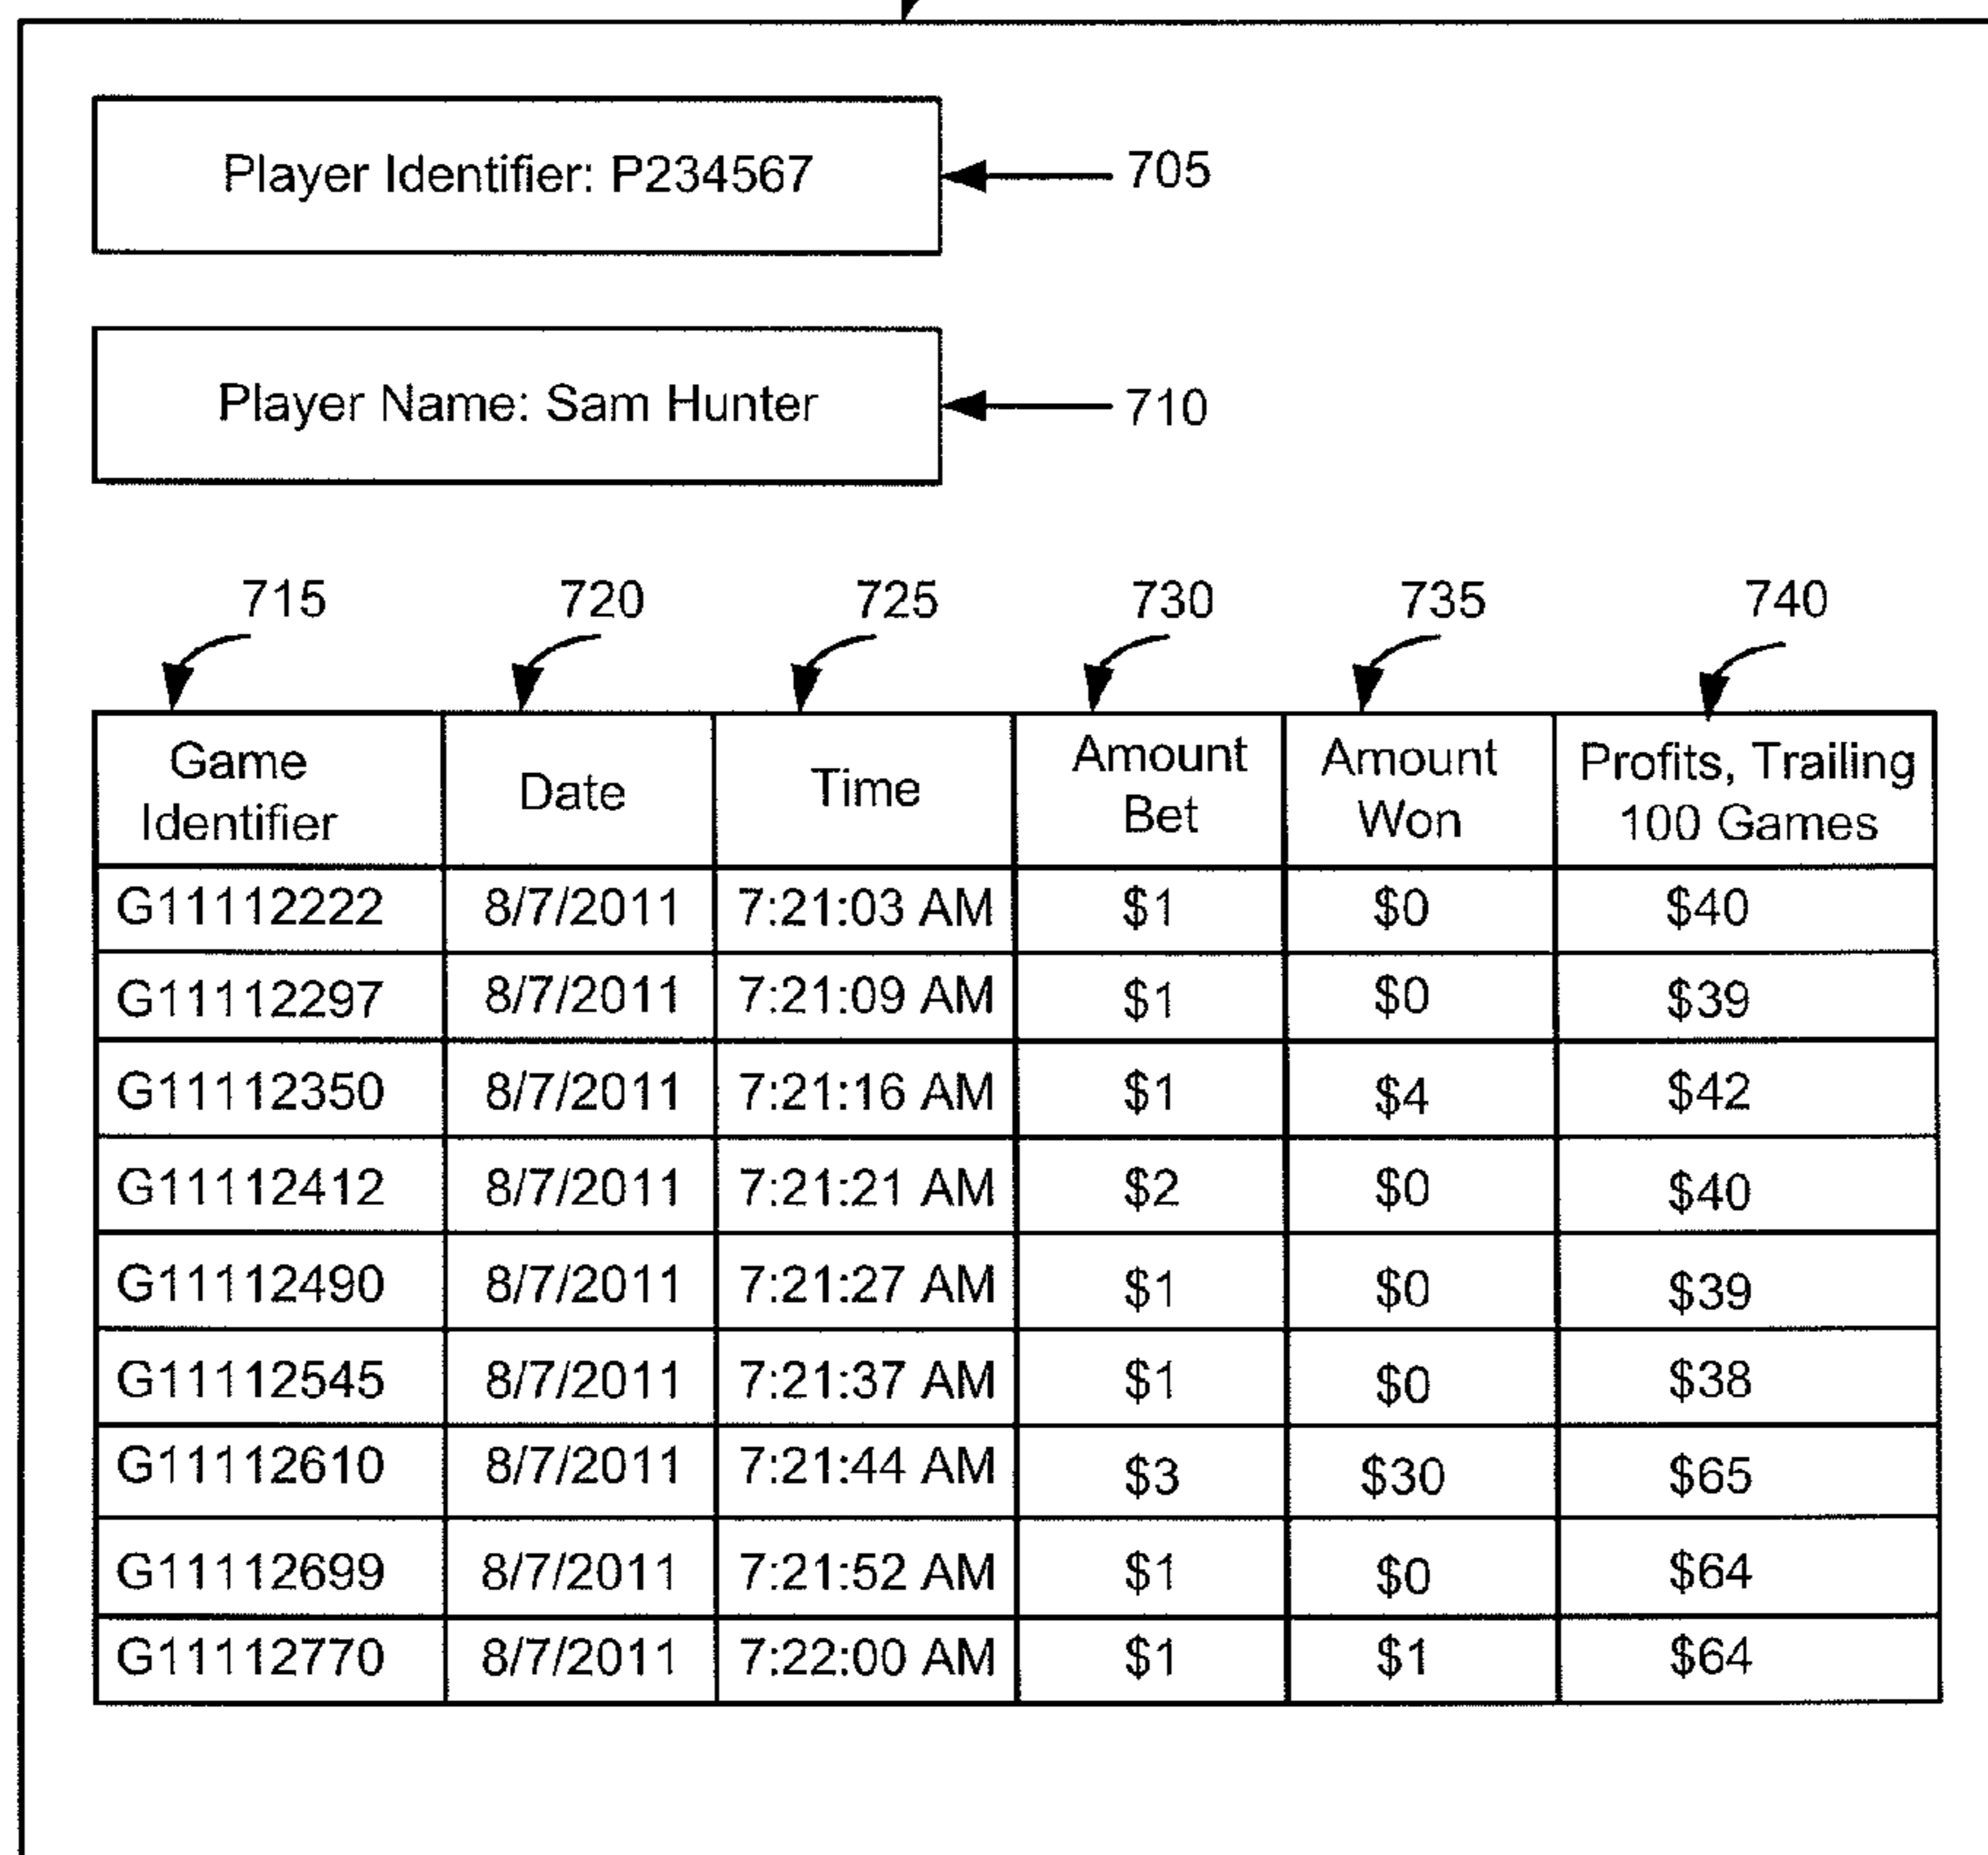 Player Identifier: P234567
705
Player Name: Sam Hunter
710
715 720 725 730 735 740
Game Identifier Date Time Amount Bet Amount Won Profits, Trailing 100 Games
G11112222 8/7/2011 7:21:03 AM $1 $0 $40
G11112297 8/7/2011 7:21:09 AM $1 $0 $39
G11112350 8/7/2011 7:21:16 AM $1 $4 $42
G11112412 8/7/2011 7:21:21 AM $2 $0 $40
G11112490 8/7/2011 7:21:27 AM $1 $0 $39
G11112545 8/7/2011 7:21:37 AM $1 $0 $38
G11112610 8/7/2011 7:21:44 AM $3 $30 $65
G11112699 8/7/2011 7:21:52 AM $1 $0 $64
G11112770 8/7/2011 7:22:00 AM $1 $1 $64